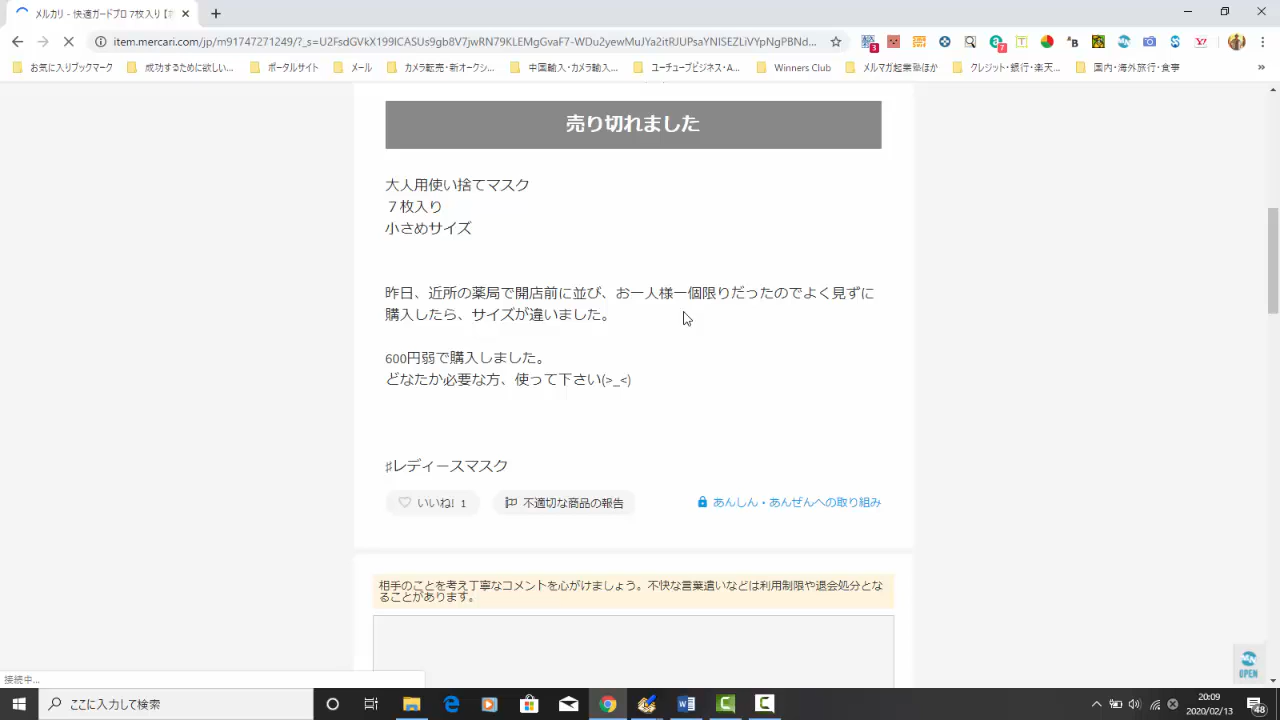 メルカリ - 快適ガードプロ 7枚入り【ホ
item.mercari.com/jp/m91747271249/?_s=U2FsdGVkX199lCASUs9gb8V7jwRN79KLEMcGvaF7-WDu2yewMuJYa2itRJUPsaYNISEZLiVYpNgPBNd...
お気に入りブックマーク
成功するために欲しい...
ポータルサイト
メール
カメラ転売・新オークシ...
中国輸入・カメラ輸入...
ユーチュープビジネス・A...
Winners Club
メルマガ起業塾ほか
クレジット・銀行・楽天...
国内・海外旅行・食事
売り切れました
大人用使い捨てマスク
７枚入り
小さめサイズ
昨日、近所の薬局で開店前に並び、お一人様一個限りだったのでよく見ずに
購入したら、サイズが違いました。
600円弱で購入しました。
どなたか必要な方、使って下さい(>_<)
♯レディースマスク
いいね! 1
不適切な商品の報告
あんしん・あんぜんへの取り組み
相手のことを考え丁寧なコメントを心がけましょう。不快な言葉遣いなどは利用制限や退会処分とな
ることがあります。
OPEN
接続中...
ここに入力して検索
20:09
2020/02/13
48